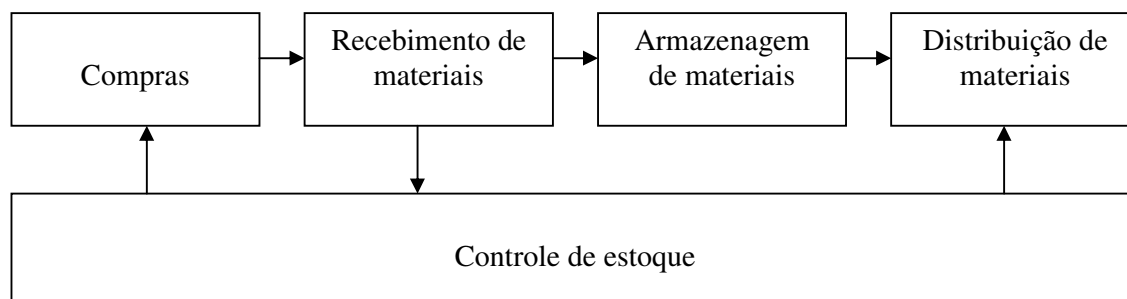 Compras
Recebimento de
materiais
Armazenagem
de materiais
Distribuição de
materiais
Controle de estoque